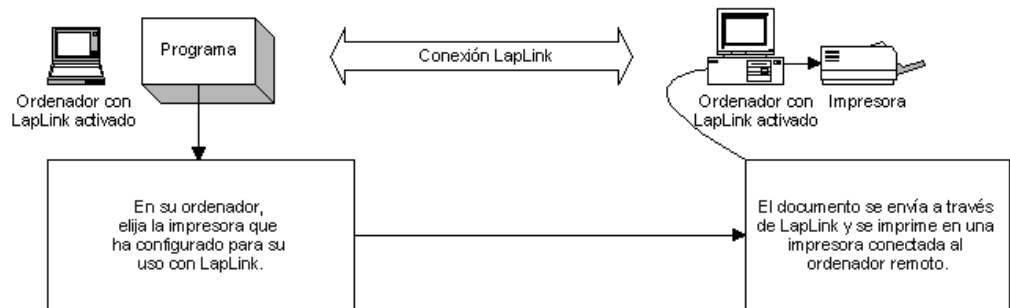 Programa
Conexión LapLink
Ordenador con
LapLink activado
Ordenador con
LapLink activado
Impresora
En su ordenador,
elija la impresora que
ha configurado para su
uso con LapLink.
El documento se envía a través
de LapLink y se imprime en una
impresora conectada al
ordenador remoto.